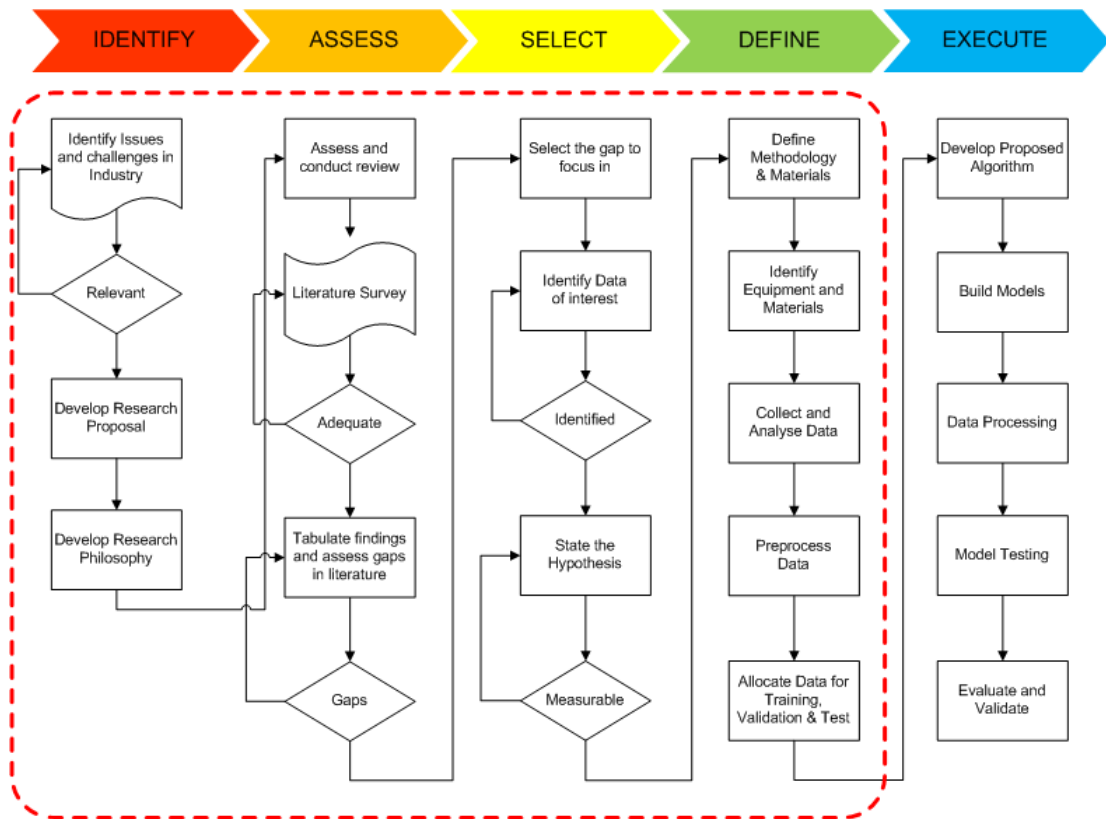 IDENTIFY
ASSESS
SELECT
DEFINE
EXECUTE
Identify Issues
and challenges in
Industry
Relevant
Develop Research
Proposal
Develop Research
Philosophy
Assess and
conduct review
Literature Survey
Adequate
Tabulate findings
and assess gaps
in literature
Gaps
Select the gap to
focus in
Identify Data
of interest
Identified
State the
Hypothesis
Measurable
Define
Methodology
& Materials
Identify
Equipment and
Materials
Collect and
Analyse Data
Preprocess
Data
Allocate Data for
Training,
Validation & Test
Develop Proposed
Algorithm
Build Models
Data Processing
Model Testing
Evaluate and
Validate